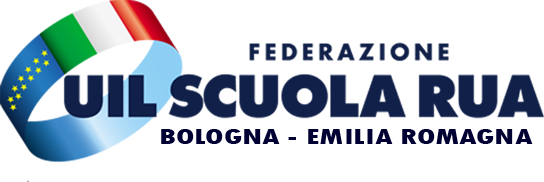 FEDERAZIONE
UIL SCUOLA RUA
BOLOGNA - EMILIA ROMAGNA